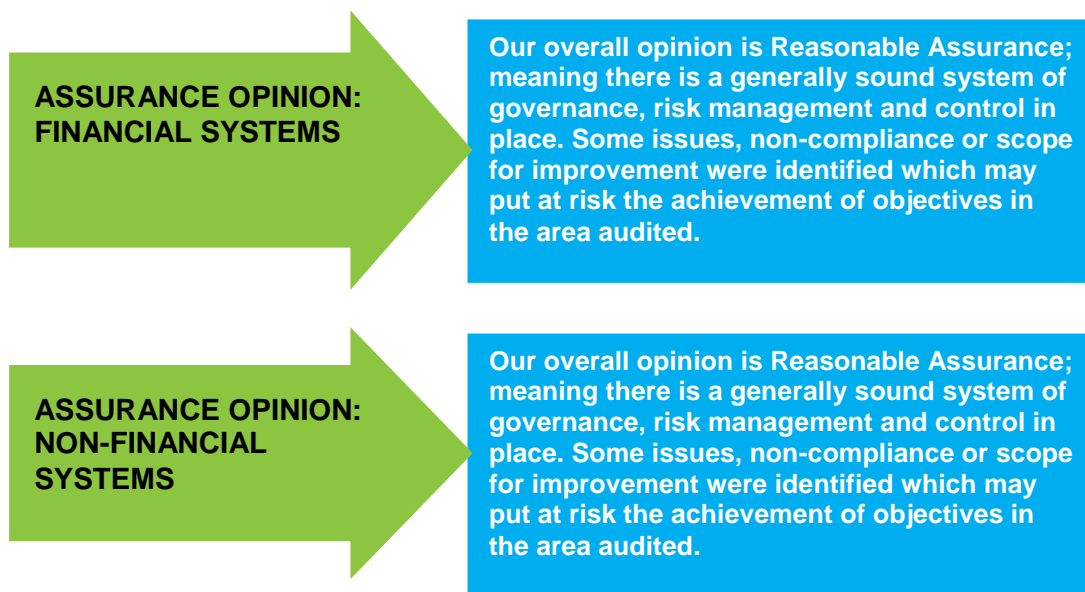 ASSURANCE OPINION:
FINANCIAL SYSTEMS
Our overall opinion is Reasonable Assurance;
meaning there is a generally sound system of
governance, risk management and control in
place. Some issues, non-compliance or scope
for improvement were identified which may
put at risk the achievement of objectives in
the area audited.
ASSURANCE OPINION:
NON-FINANCIAL
SYSTEMS
Our overall opinion is Reasonable Assurance;
meaning there is a generally sound system of
governance, risk management and control in
place. Some issues, non-compliance or scope
for improvement were identified which may
put at risk the achievement of objectives in
the area audited.